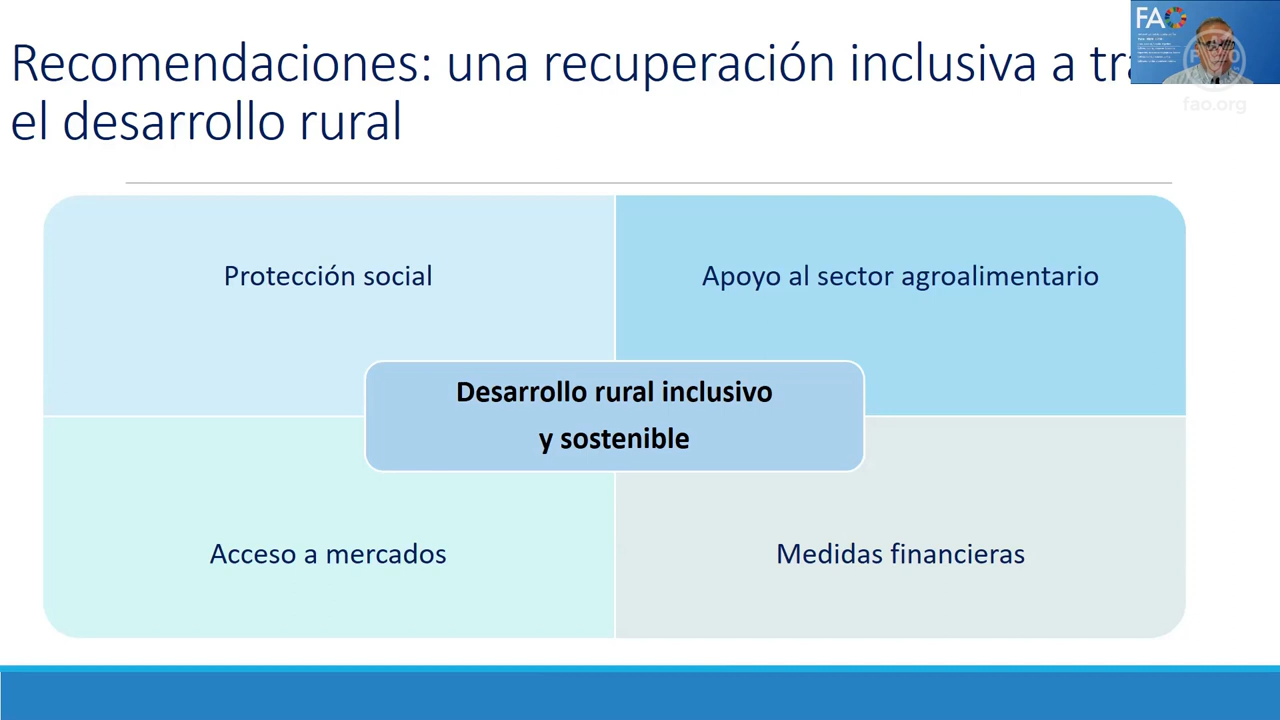 Recomendaciones: una recuperación inclusiva a
el desarrollo rural
FAO
fao.org
Protección social
Apoyo al sector agroalimentario
Desarrollo rural inclusivo
y sostenible
Acceso a mercados
Medidas financieras